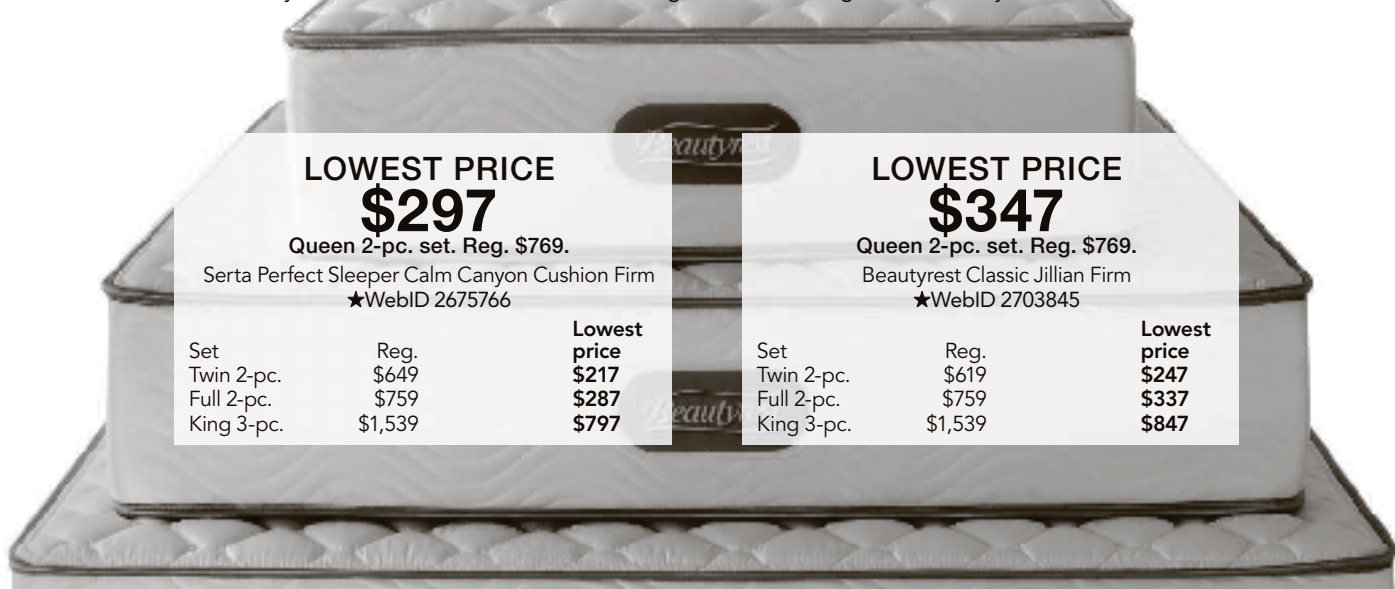 LOWEST PRICE
$297
Queen 2-pc. set. Reg. $769.
Serta Perfect Sleeper Calm Canyon Cushion Firm
★WebID 2675766
Set Reg. Lowest price
Twin 2-pc. $649 $217
Full 2-pc. $759 $287
King 3-pc. $1,539 $797
LOWEST PRICE
$347
Queen 2-pc. set. Reg. $769.
Beautyrest Classic Jillian Firm
★WebID 2703845
Set Reg. Lowest price
Twin 2-pc. $619 $247
Full 2-pc. $759 $337
King 3-pc. $1,539 $847
Beautyrest
Beautyrest